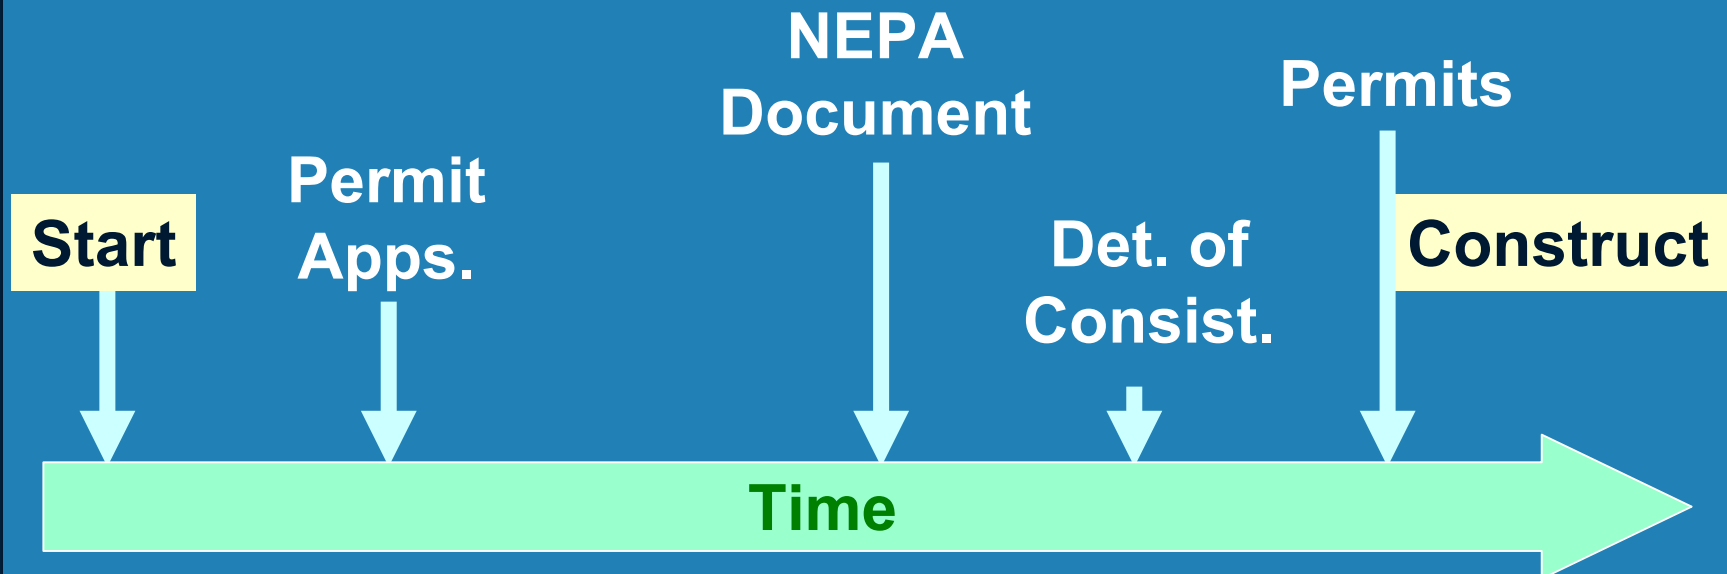 Start
Permit
Apps.
NEPA
Document
Det. of
Consist.
Permits
Construct
Time